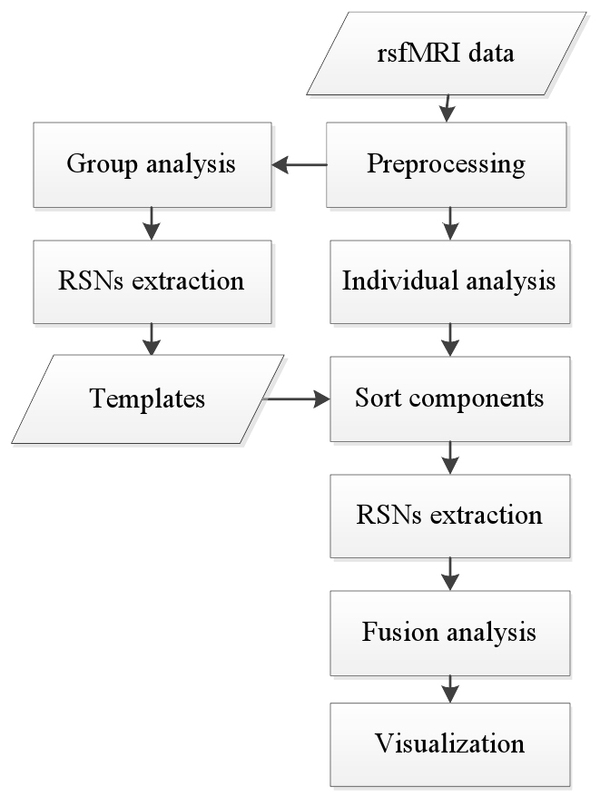 rsfMRI data
Group analysis
Preprocessing
RSNs extraction
Individual analysis
Templates
Sort components
RSNs extraction
Fusion analysis
Visualization